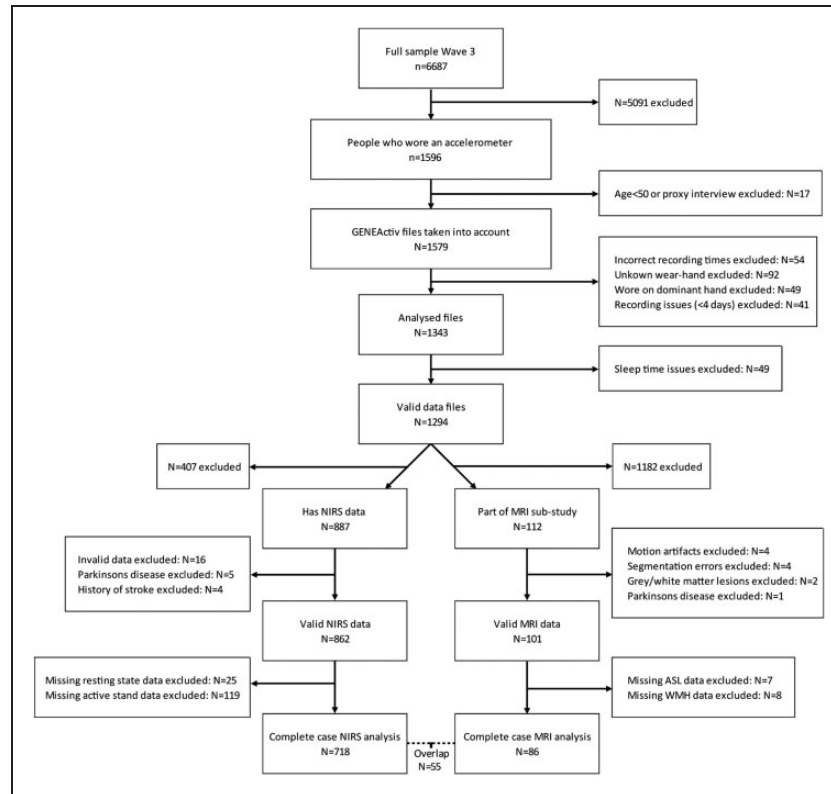 Full sample Wave 3
n=6687
N=5091 excluded
People who wore an accelerometer
n=1596
Age<50 or proxy interview excluded: N=17
GENEActiv files taken into account
N=1579
Incorrect recording times excluded: N=54
Unkown wear-hand excluded: N=92
Wore on dominant hand excluded: N=49
Recording issues (<4 days) excluded: N=41
Analysed files
N=1343
Sleep time issues excluded: N=49
Valid data files
N=1294
N=407 excluded
N=1182 excluded
Has NIRS data
N=887
Part of MRI sub-study
N=112
Invalid data excluded: N=16
Parkinsons disease excluded: N=5
History of stroke excluded: N=4
Motion artifacts excluded: N=4
Segmentation errors excluded: N=4
Grey/white matter lesions excluded: N=2
Parkinsons disease excluded: N=1
Valid NIRS data
N=862
Valid MRI data
N=101
Missing resting state data excluded: N=25
Missing active stand data excluded: N=119
Missing ASL data excluded: N=7
Missing WMH data excluded: N=8
Complete case NIRS analysis
N=718
Overlap
N=55
Complete case MRI analysis
N=86